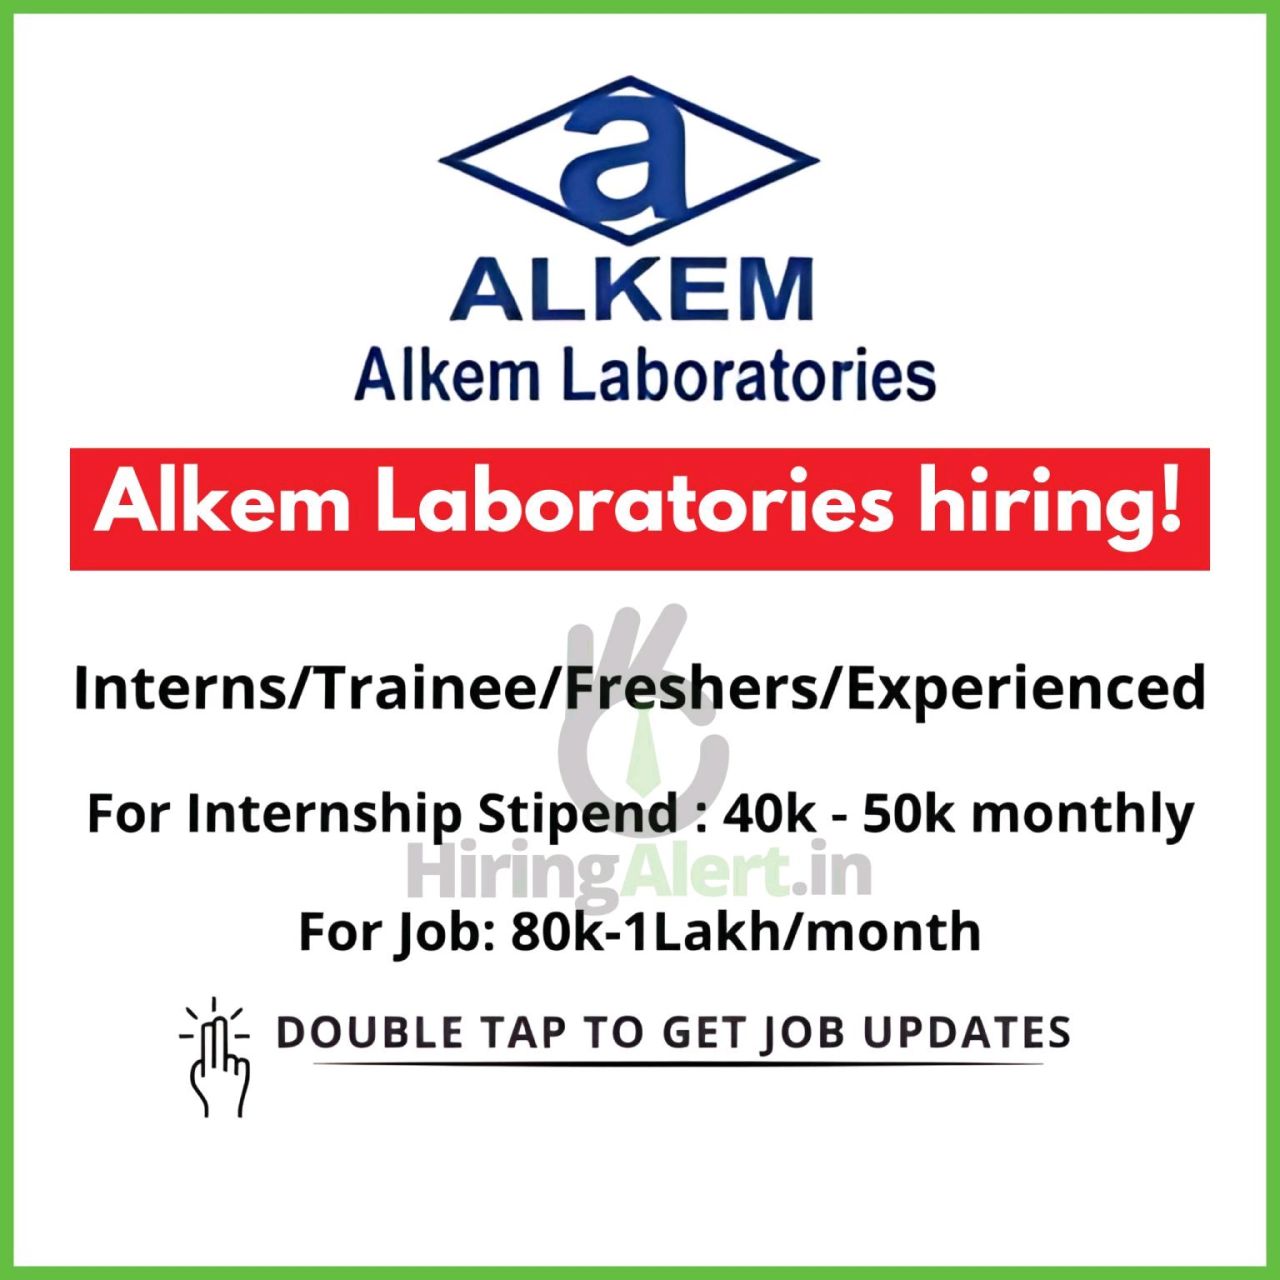 a
ALKEM
Alkem Laboratories
Alkem Laboratories hiring!
Interns/Trainee/Freshers/Experienced
For Internship Stipend : 40k - 50k monthly
HiringAlert.in
For Job: 80k-1Lakh/month
DOUBLE TAP TO GET JOB UPDATES